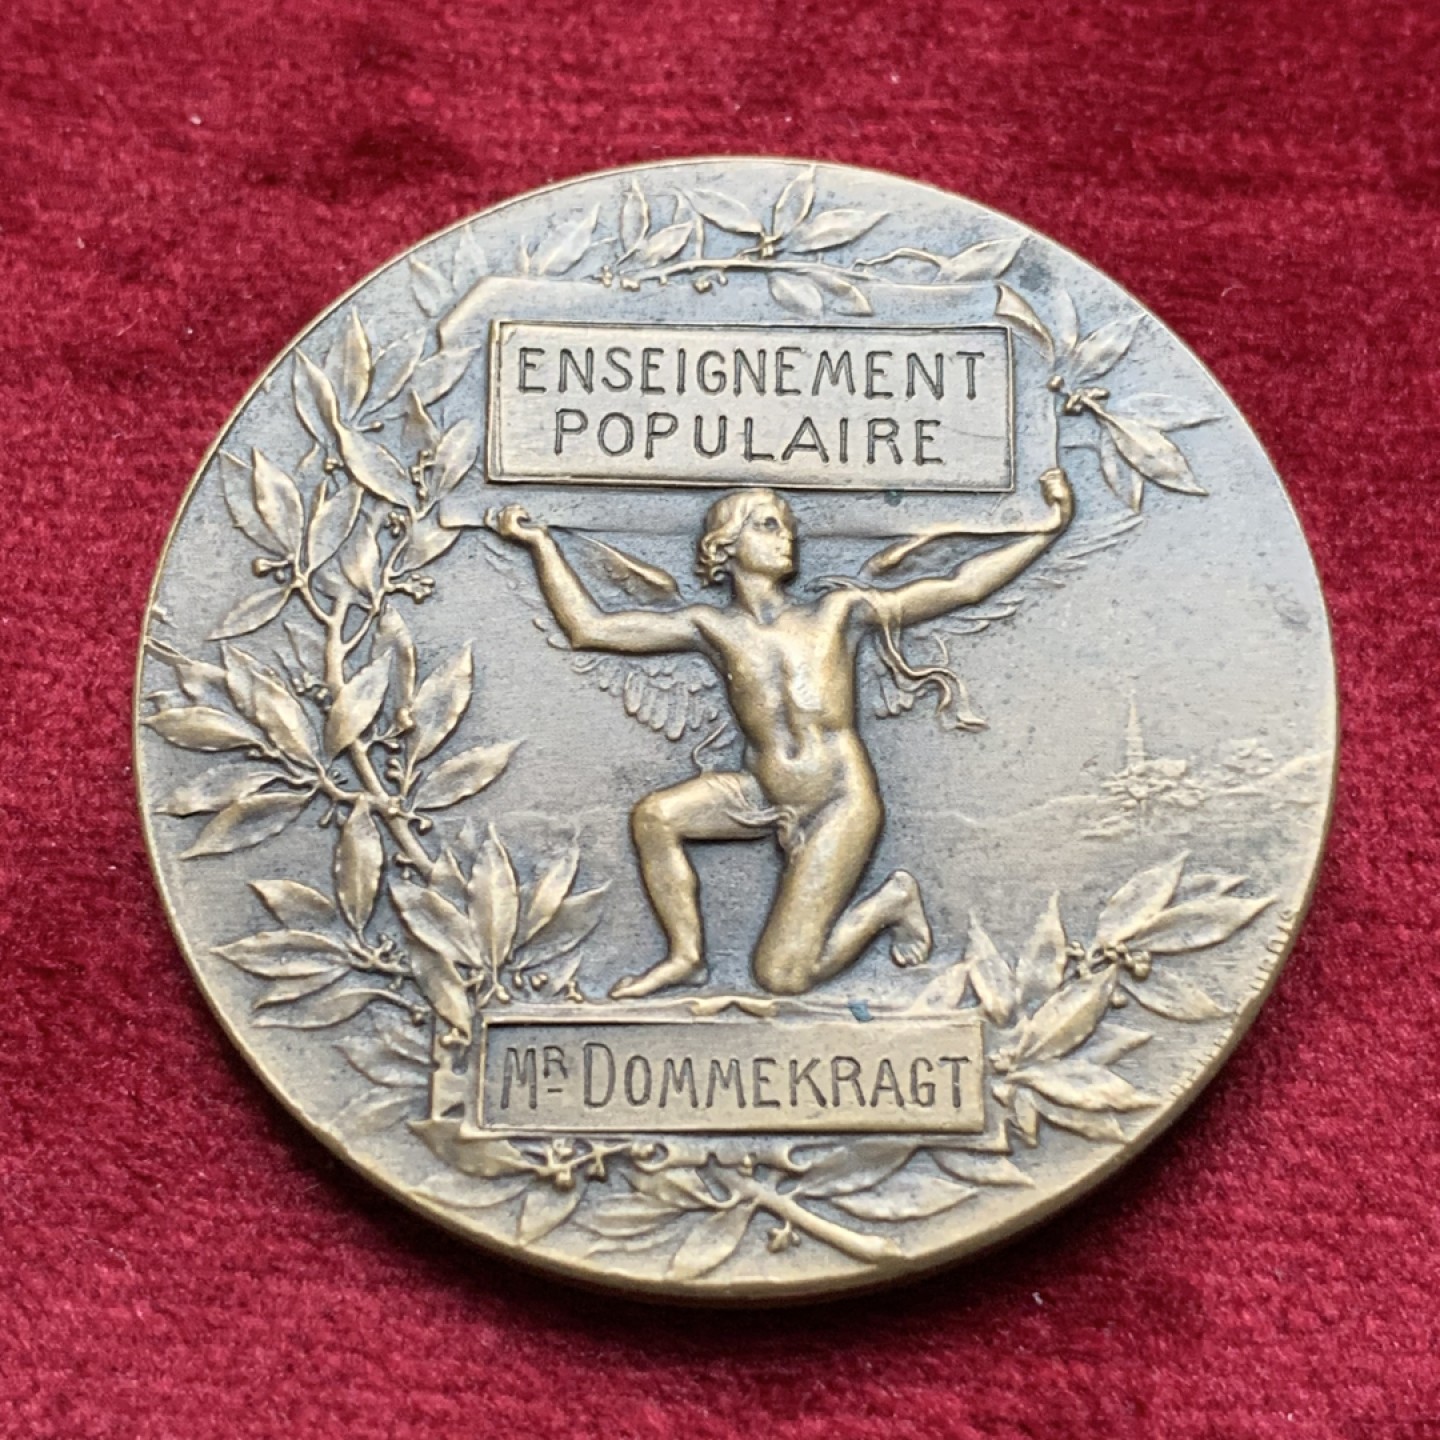 ENSEIGNEMENT
POPULAIRE
MR DOMMEKRAGT